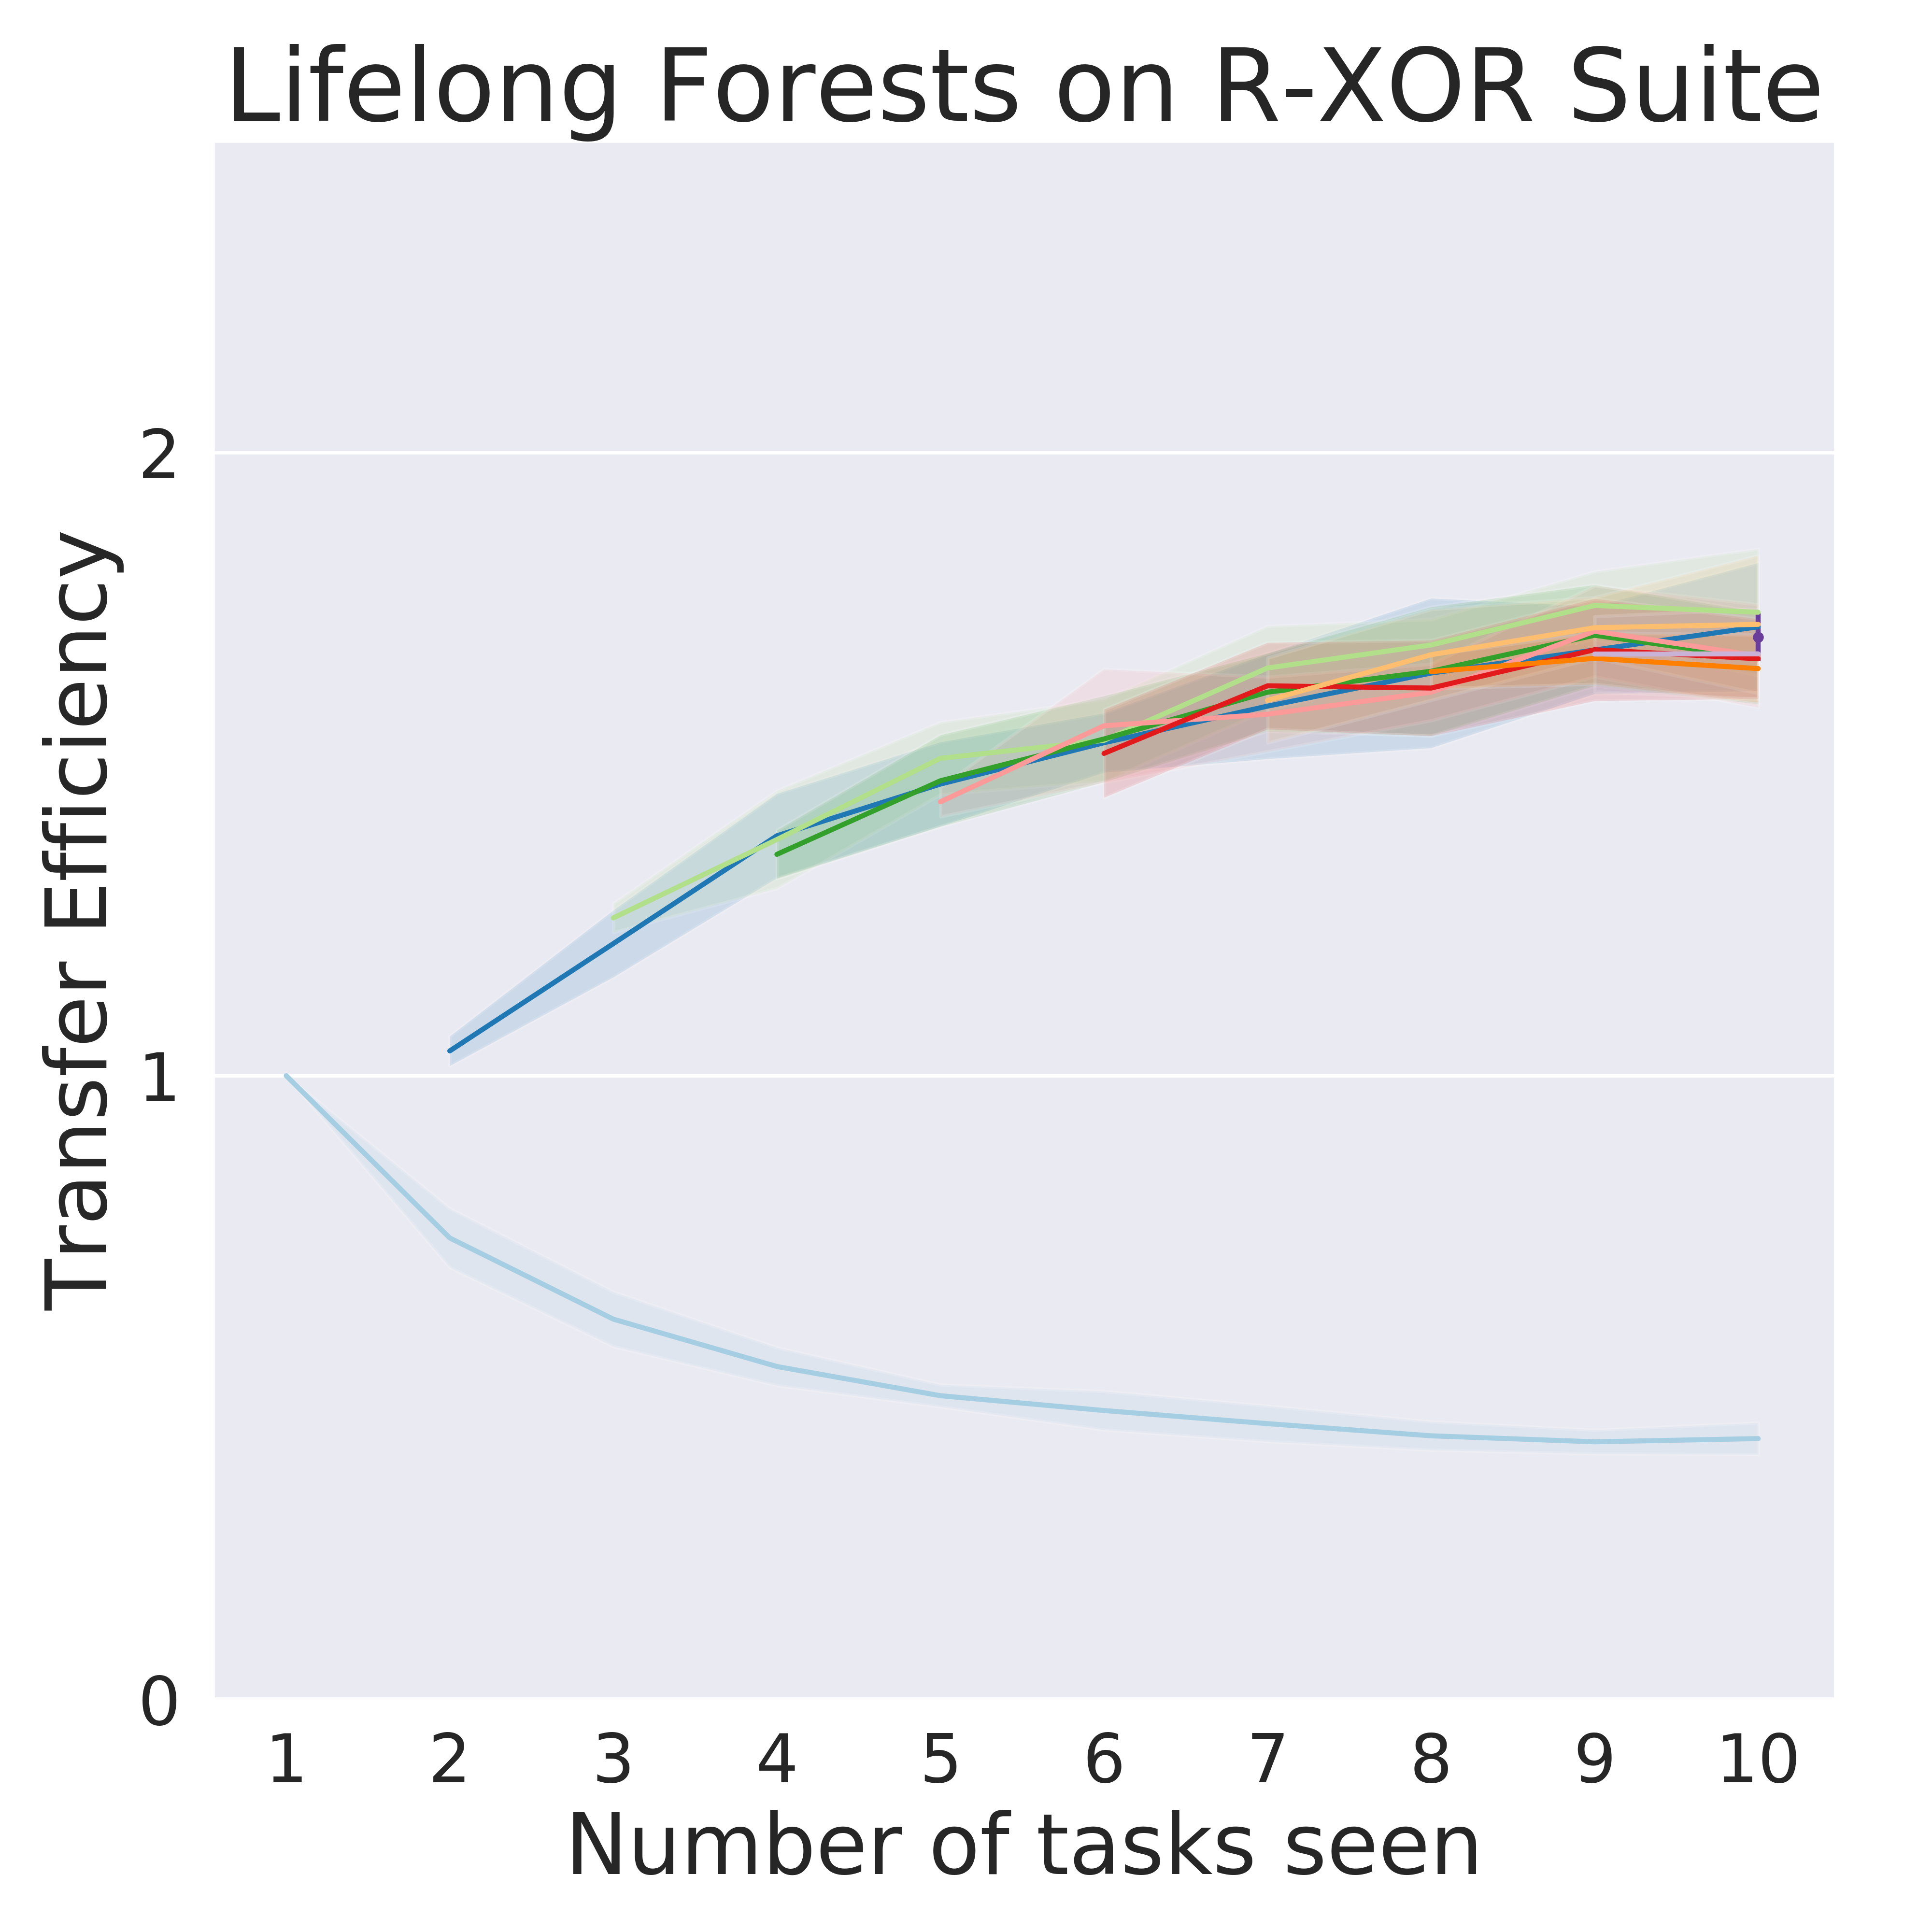 Lifelong Forests on R-XOR Suite
Transfer Efficiency
2
1
0
1 2 3 4 5 6 7 8 9 10
Number of tasks seen